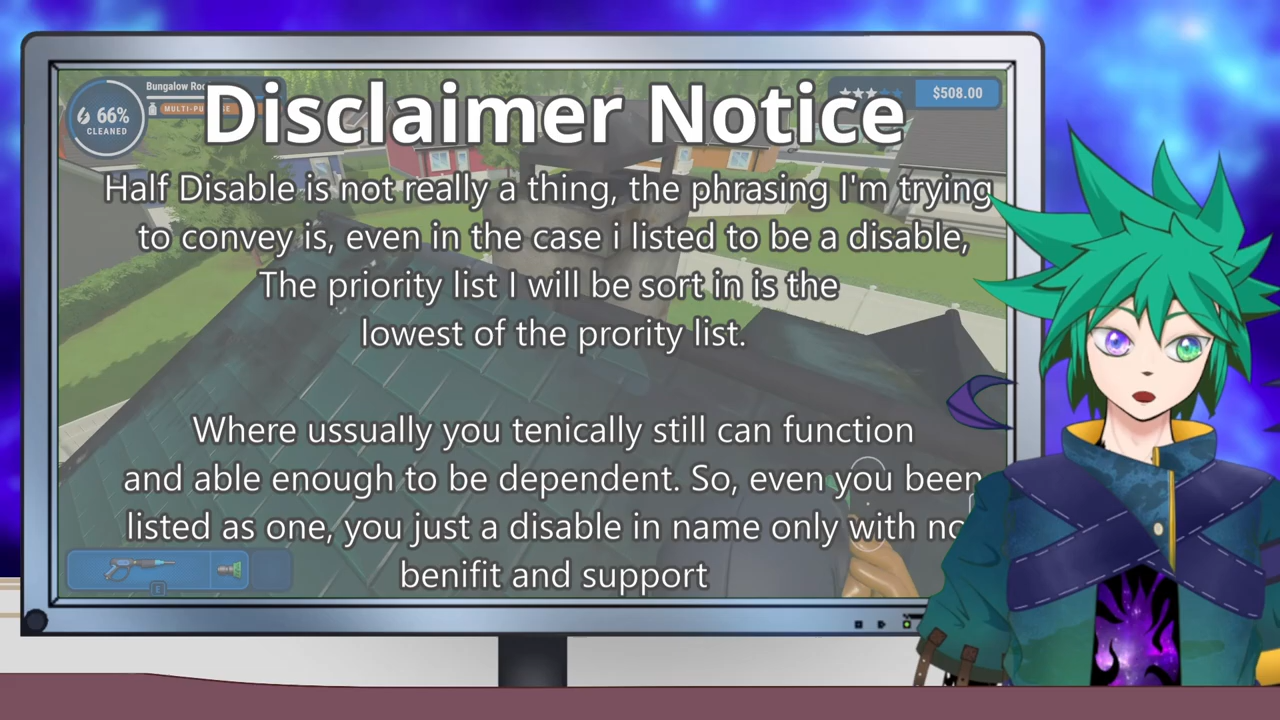 66%
CLEANED
Bungalow
Disclaimer Notice
$508.00
Half Disable is not really a thing, the phrasing I'm trying
to convey is, even in the case i listed to be a disable,
The priority list I will be sort in is the
lowest of the prority list.
Where ussually you tenically still can function
and able enough to be dependent. So, even you been
listed as one, you just a disable in name only with no
benifit and support
E